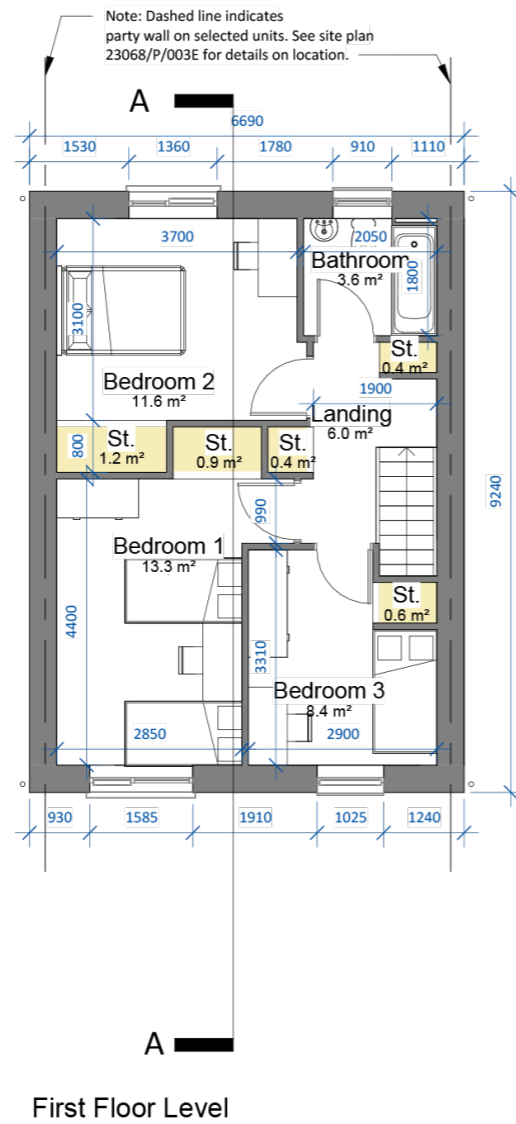 Note: Dashed line indicates
party wall on selected units. See site plan
23068/P/003E for details on location.
A
6690
1530 1360 1780 910 1110
3700 2050
Bathroom
3.6 m²
1800
3100
St.
0.4 m²
Bedroom 2
11.6 m²
1900
Landing
6.0 m²
800
St.
1.2 m²
St.
0.9 m²
St.
0.4 m²
9240
990
Bedroom 1
13.3 m²
St.
0.6 m²
4400
3310
Bedroom 3
8.4 m²
2850 2900
930 1585 1910 1025 1240
A
First Floor Level